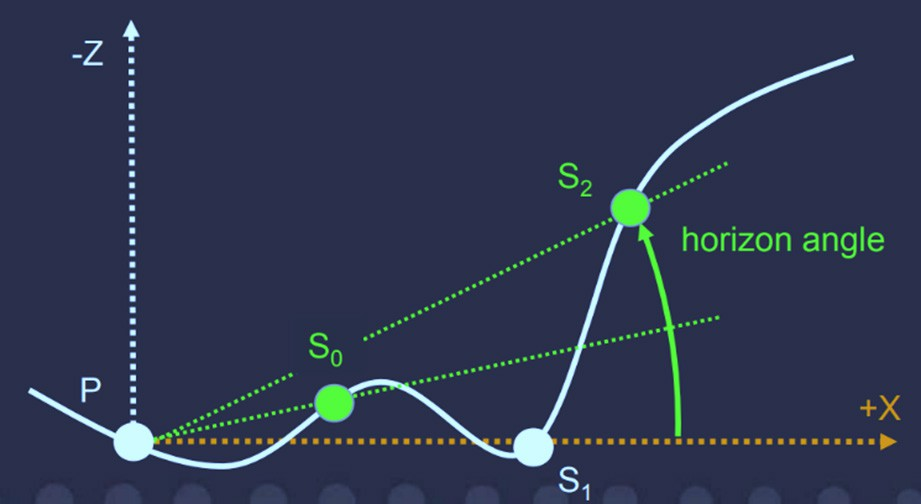 -Z
S₂
horizon angle
S₀
P
+X
S₁